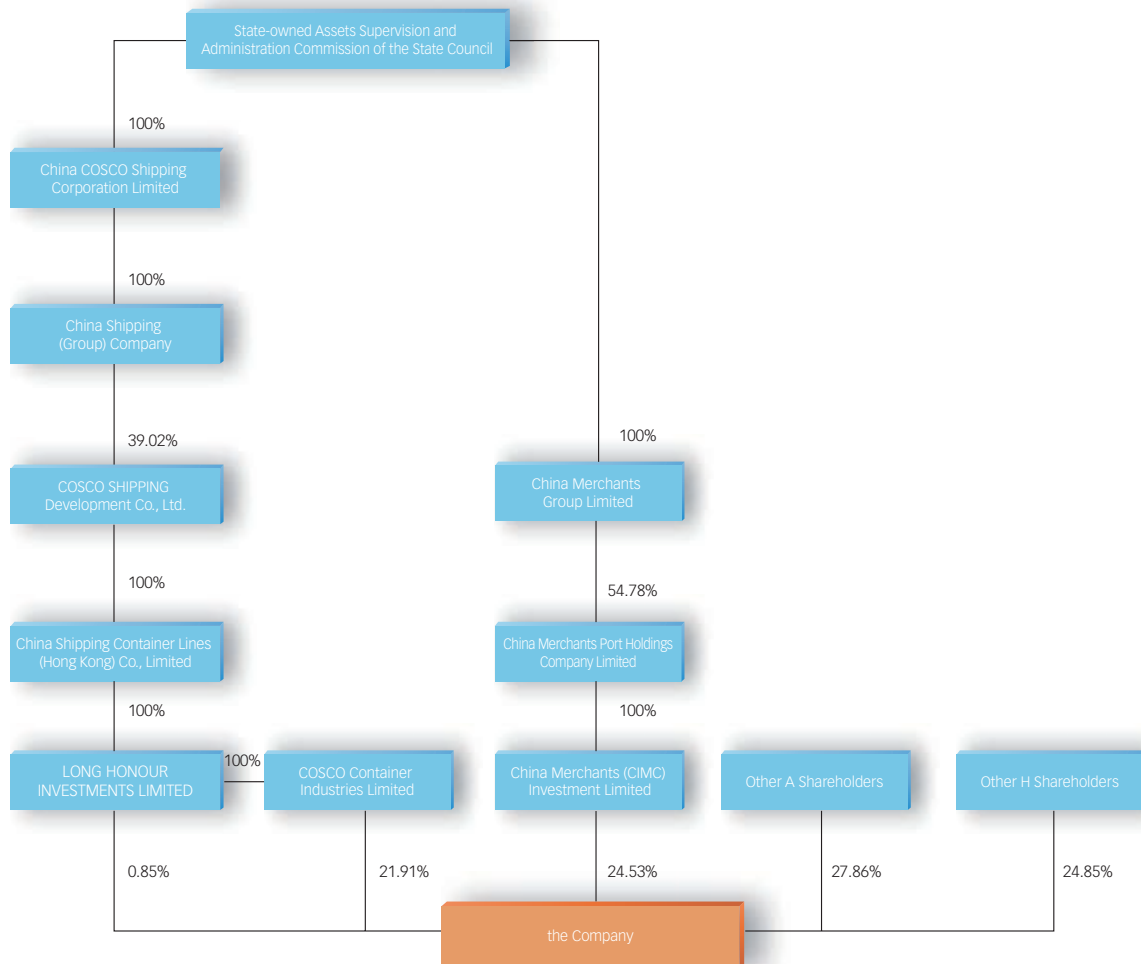 State-owned Assets Supervision and
Administration Commission of the State Council
100%
China COSCO Shipping
Corporation Limited
100%
China Shipping
(Group) Company
39.02%
100%
COSCO SHIPPING
Development Co., Ltd.
China Merchants
Group Limited
100%
54.78%
China Shipping Container Lines
(Hong Kong) Co., Limited
China Merchants Port Holdings
Company Limited
100%
100%
LONG HONOUR
INVESTMENTS LIMITED
100%
COSCO Container
Industries Limited
China Merchants (CIMC)
Investment Limited
Other A Shareholders
Other H Shareholders
0.85%
21.91%
24.53%
27.86%
24.85%
the Company